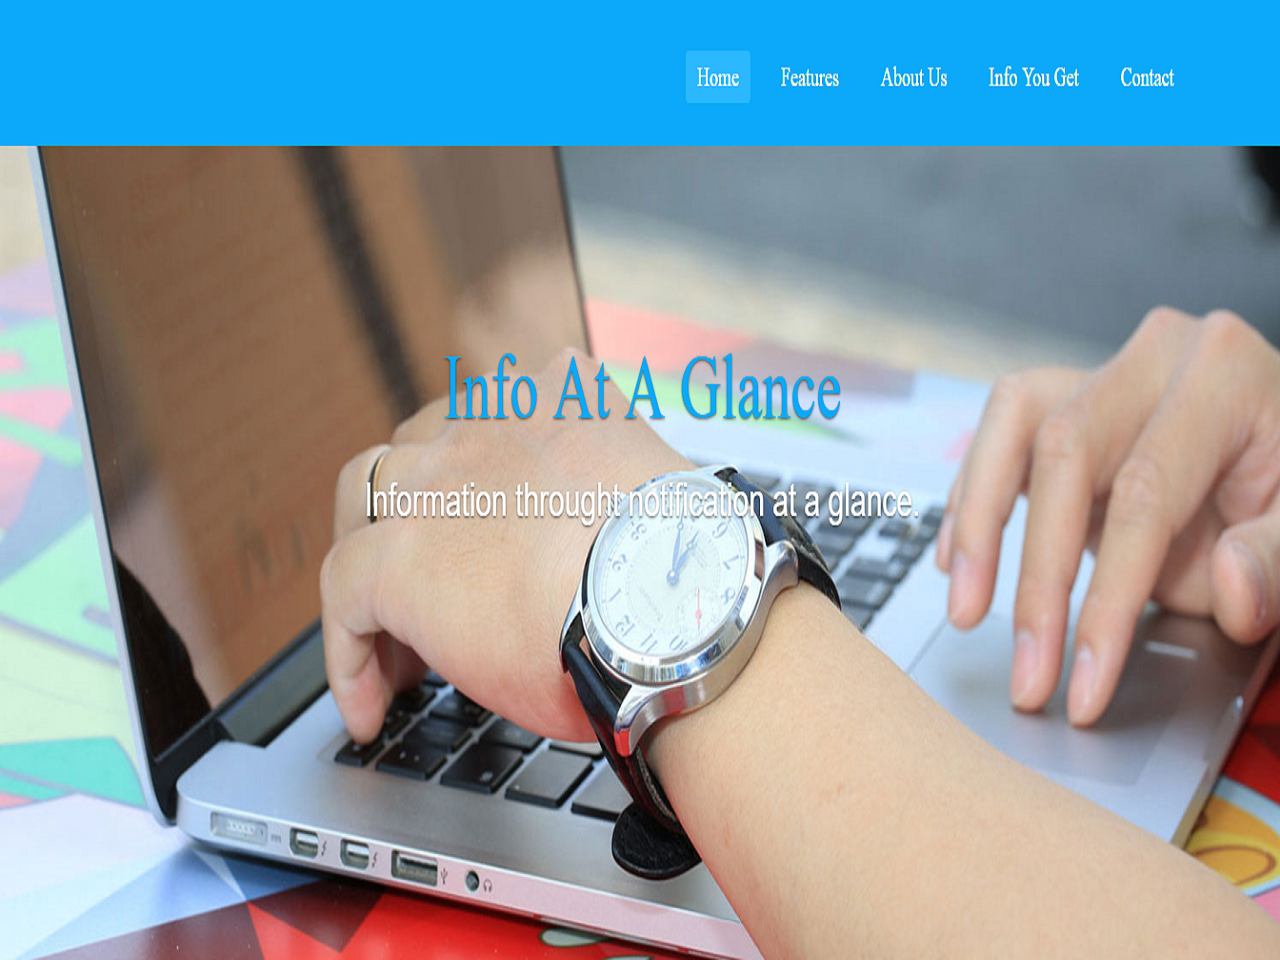 Home Features About Us Info You Get Contact
Info At A Glance
Information throught notification at a glance.